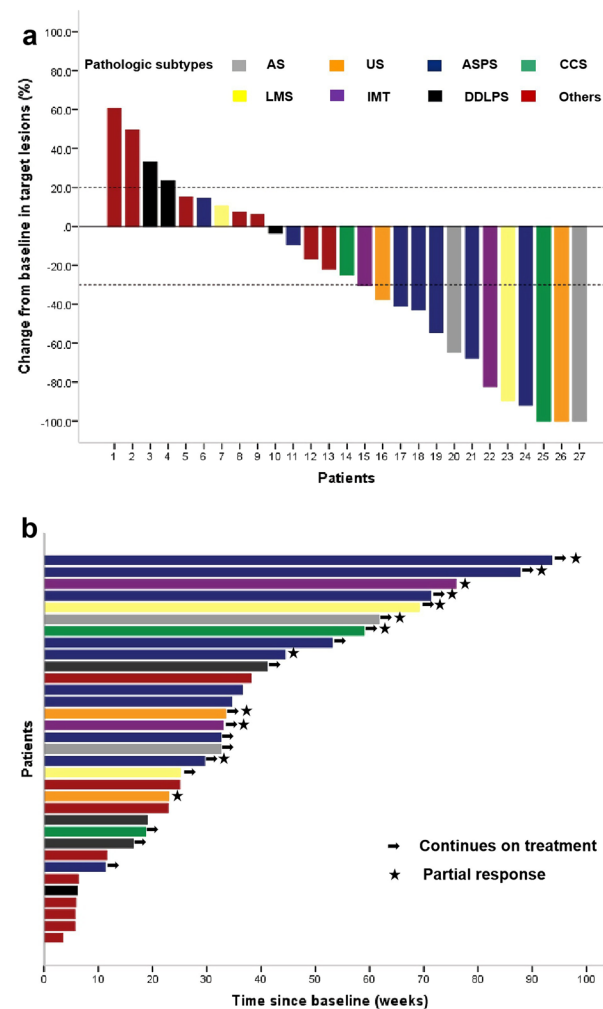 a
Pathologic subtypes AS US ASPS CCS
LMS IMT DDLPS Others
Change from baseline in target lesions (%)
100.0
80.0
60.0
40.0
20.0
.0
-20.0
-40.0
-60.0
-80.0
-100.0
1 2 3 4 5 6 7 8 9 10 11 12 13 14 15 16 17 18 19 20 21 22 23 24 25 26 27
Patients
b
Patients
Continues on treatment
Partial response
0 10 20 30 40 50 60 70 80 90 100
Time since baseline (weeks)